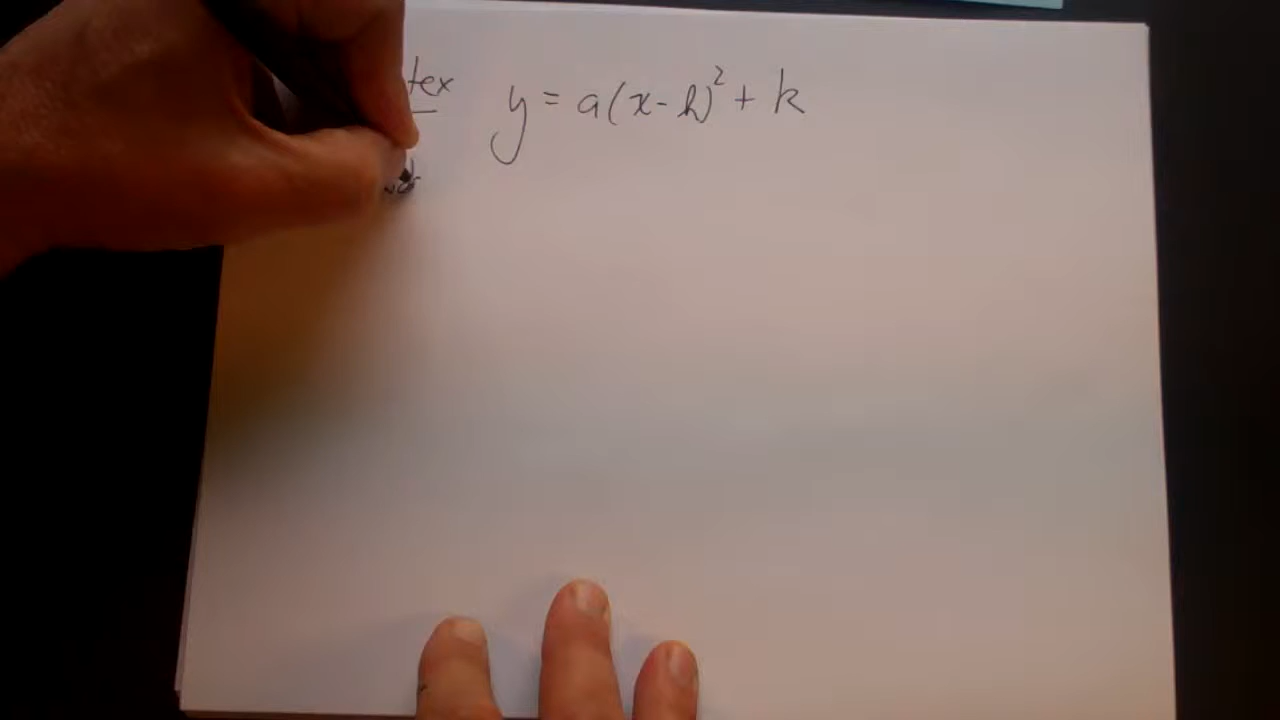 tex y = a(x-h)² + k